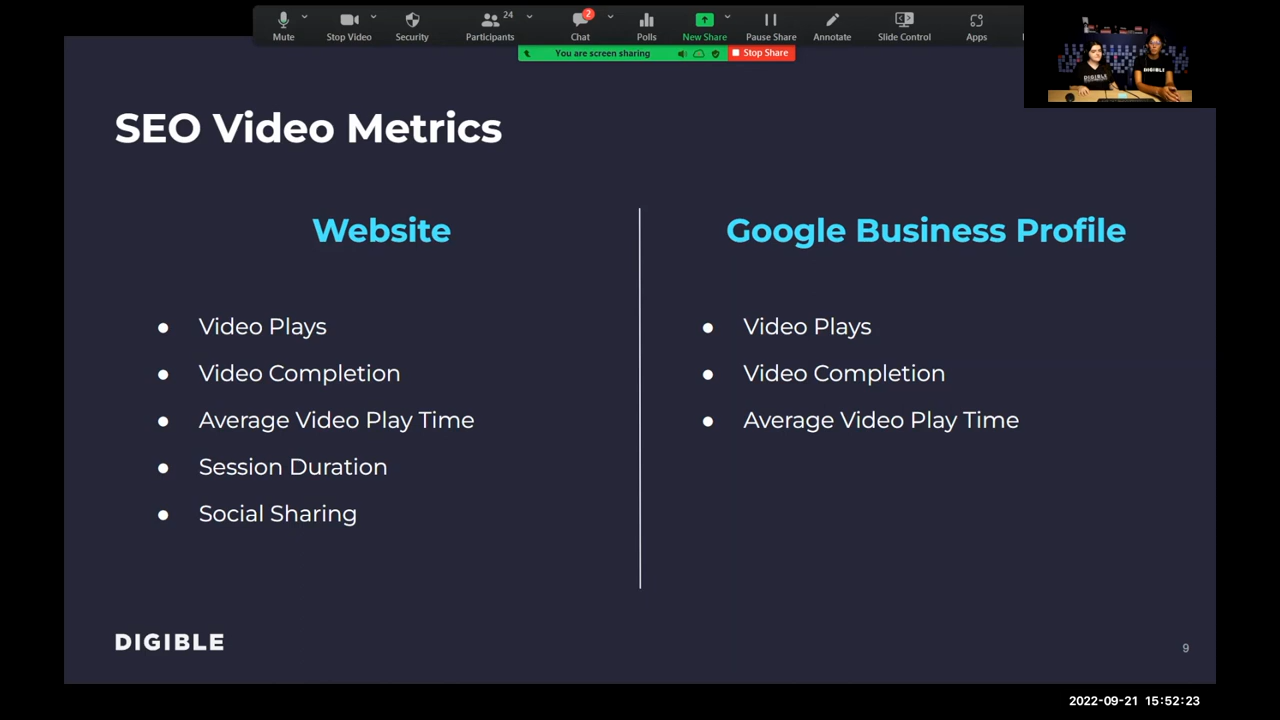 24
2
Mute
Stop Video
Security
Participants
Chat
Polls
New Share
Pause Share
Annotate
Slide Control
Apps
You are screen sharing
Stop Share
DIGIBLE
DIGIBLE
SEO Video Metrics
Website
Video Plays
Video Completion
Average Video Play Time
Session Duration
Social Sharing
Google Business Profile
Video Plays
Video Completion
Average Video Play Time
DIGIBLE
9
2022-09-21 15:52:23